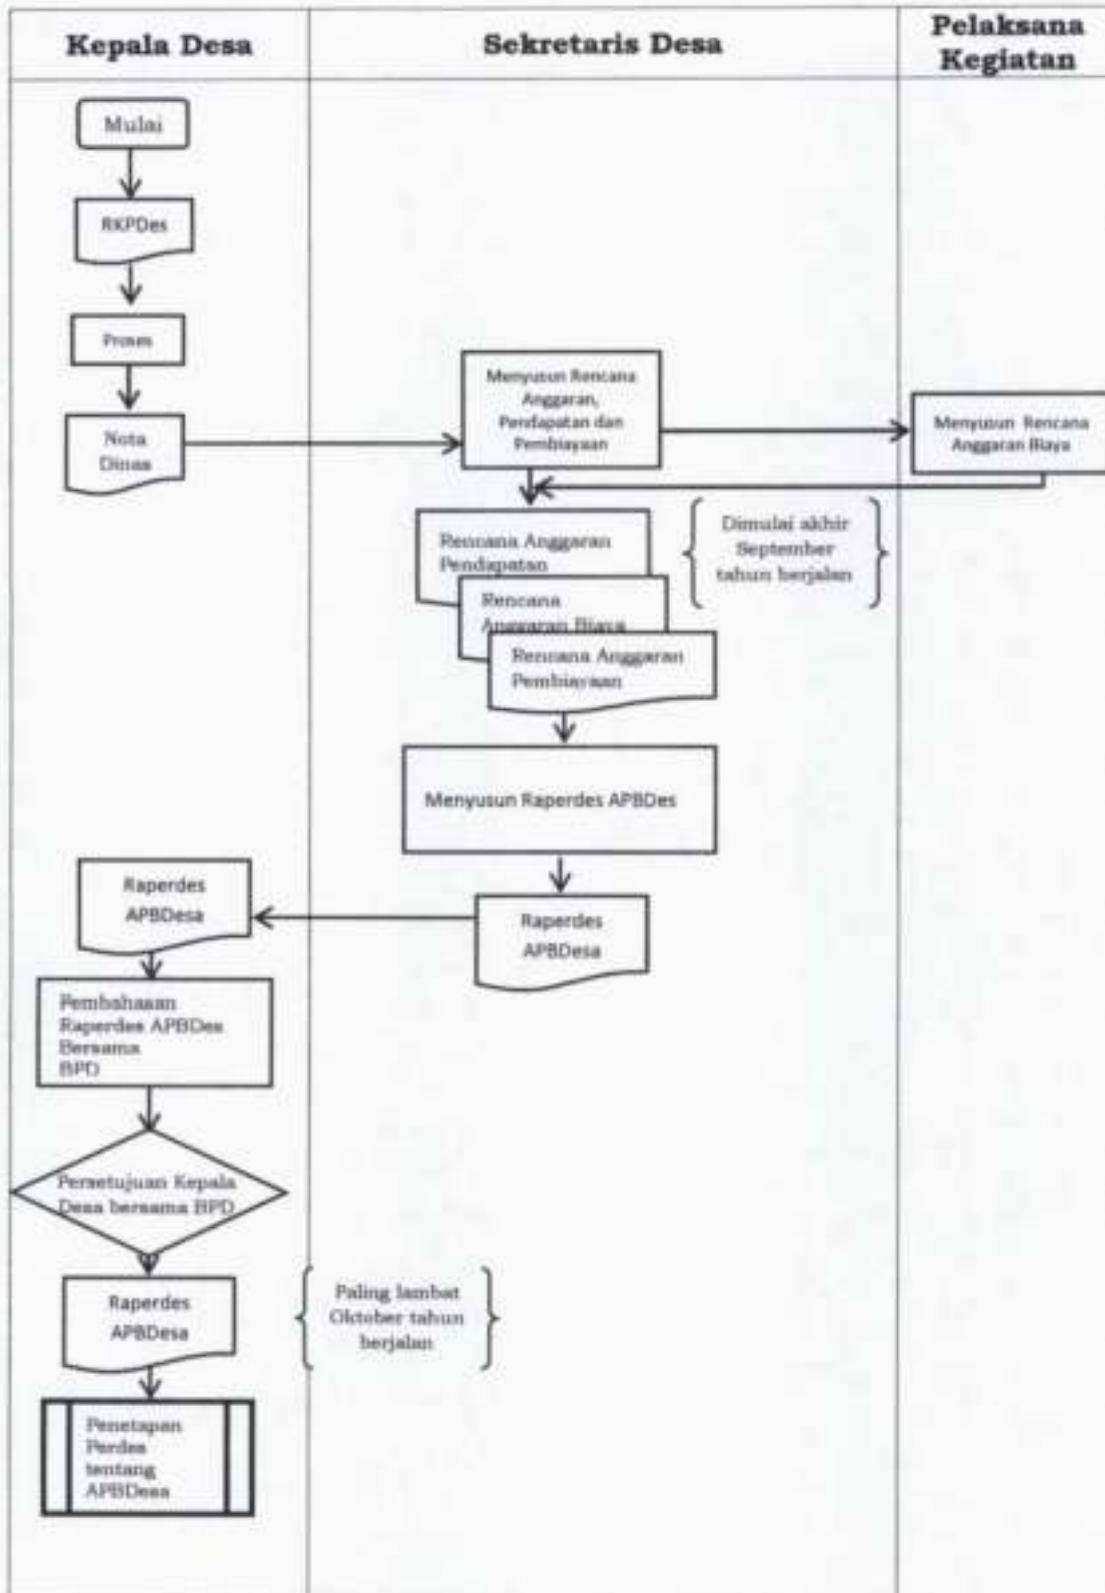 Kepala Desa
Sekretaris Desa
Pelaksana
Kegiatan
Mulai
RKPDes
Proses
Nota
Dinas
Menyusun Rencana
Anggaran,
Pendapatan dan
Pembiayaan
Menyusun Rencana
Anggaran Biaya
Rencana Anggaran
Pendapatan
Dimulai akhir
September
tahun berjalan
Rencana
Anggaran Biaya
Rencana Anggaran
Pembiayaan
Menyusun Raperdes APBDes
Raperdes
APBDesa
Raperdes
APBDesa
Pembahasan
Raperdes APBDes
Bersama
BPD
Persetujuan Kepala
Desa bersama BPD
Raperdes
APBDesa
Paling lambat
Oktober tahun
berjalan
Penetapan
Perdes
tentang
APBDesa